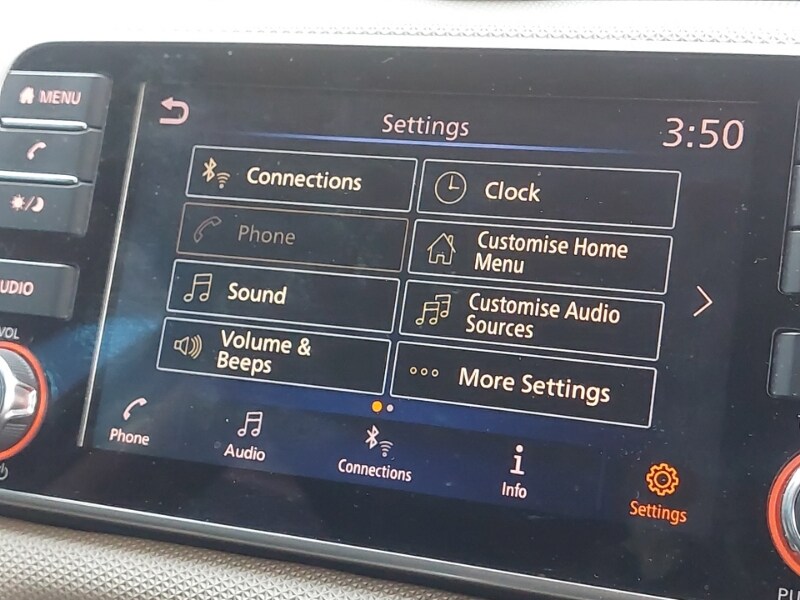 MENU
Settings
3:50
Connections
Clock
Phone
Customise Home
Menu
Sound
Customise Audio
Sources
Volume &
Beeps
More Settings
UDIO
VOL
Phone
Audio
Connections
Info
Settings
PU